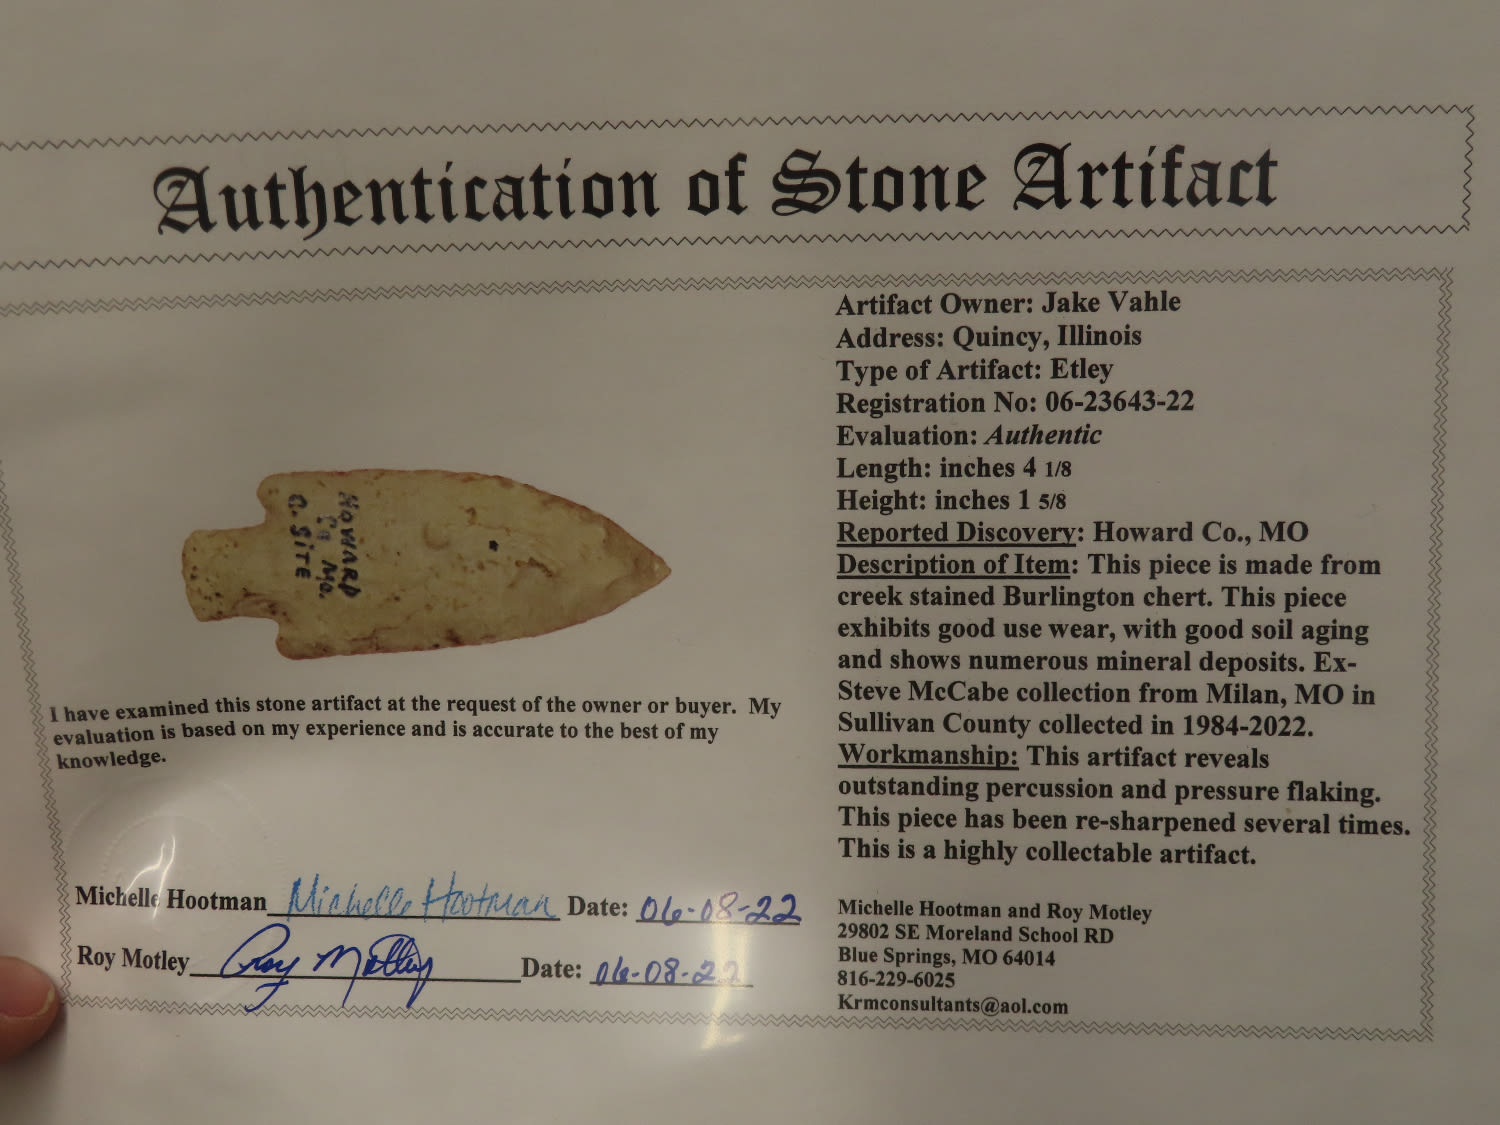 Authentication of Stone Artifact
HOWARD
Co Mo.
O. SITE
I have examined this stone artifact at the request of the owner or buyer. My
evaluation is based on my experience and is accurate to the best of my
knowledge.
Michelle Hootman Michelle Hootman Date: 06-08-22
Roy Motley Roy Motley Date: 06-08-22
Artifact Owner: Jake Vahle
Address: Quincy, Illinois
Type of Artifact: Etley
Registration No: 06-23643-22
Evaluation: Authentic
Length: inches 4 1/8
Height: inches 1 5/8
Reported Discovery: Howard Co., MO
Description of Item: This piece is made from
creek stained Burlington chert. This piece
exhibits good use wear, with good soil aging
and shows numerous mineral deposits. Ex-
Steve McCabe collection from Milan, MO in
Sullivan County collected in 1984-2022.
Workmanship: This artifact reveals
outstanding percussion and pressure flaking.
This piece has been re-sharpened several times.
This is a highly collectable artifact.
Michelle Hootman and Roy Motley
29802 SE Moreland School RD
Blue Springs, MO 64014
816-229-6025
Krmconsultants@aol.com